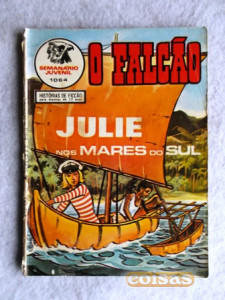 O FALCÃO
SEMANÁRIO
JUVENIL
1064
HISTÓRIAS DE FICÇÃO
JULIE
NOS MARES DO SUL
coisas